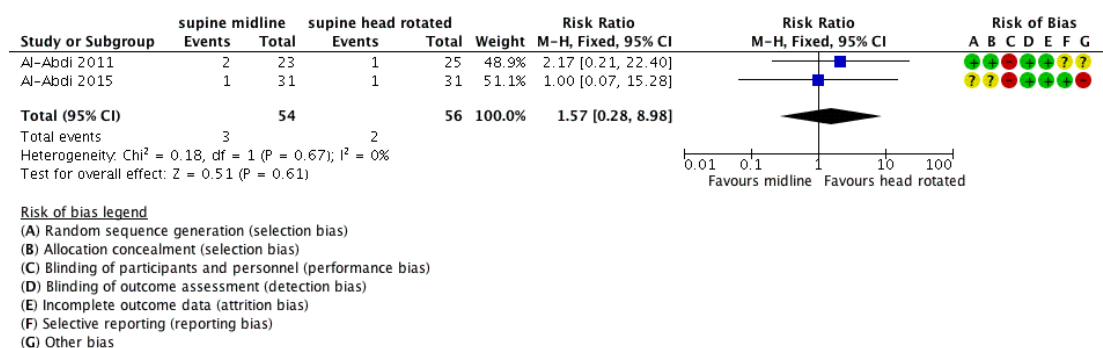 supine midline supine head rotated Risk Ratio Risk Ratio Risk of Bias
Study or Subgroup Events Total Events Total Weight M-H, Fixed, 95% CI M-H, Fixed, 95% CI A B C D E F G
Al-Abdi 2011 2 23 1 25 48.9% 2.17 [0.21, 22.40] + + - + + ? ?
Al-Abdi 2015 1 31 1 31 51.1% 1.00 [0.07, 15.28] ? ? - + + + -
Total (95% CI) 54 56 100.0% 1.57 [0.28, 8.98]
Total events 3 2
Heterogeneity: Chi² = 0.18, df = 1 (P = 0.67); I² = 0%
Test for overall effect: Z = 0.51 (P = 0.61)
0.01 0.1 1 10 100
Favours midline Favours head rotated
Risk of bias legend
(A) Random sequence generation (selection bias)
(B) Allocation concealment (selection bias)
(C) Blinding of participants and personnel (performance bias)
(D) Blinding of outcome assessment (detection bias)
(E) Incomplete outcome data (attrition bias)
(F) Selective reporting (reporting bias)
(G) Other bias